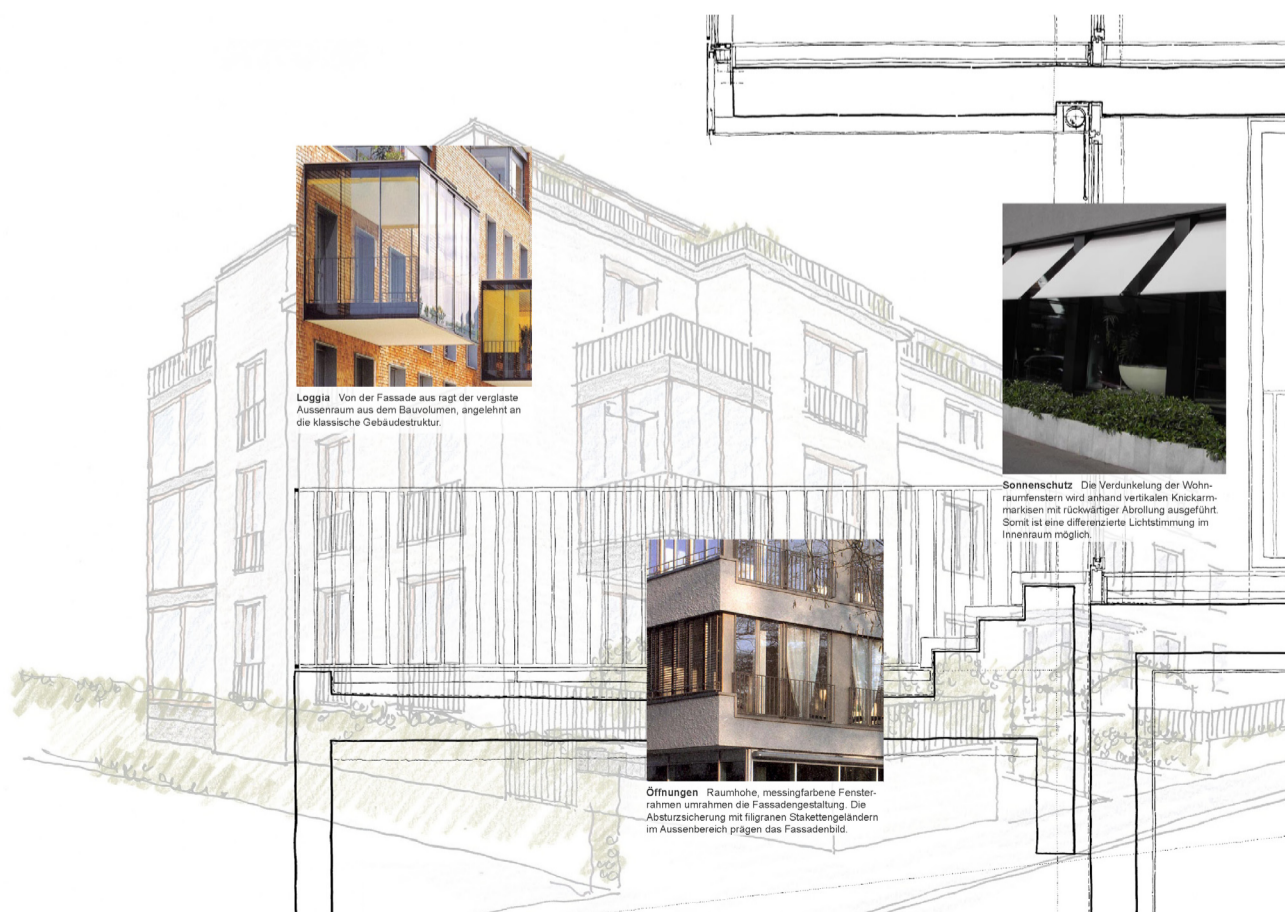 Loggia Von der Fassade aus ragt der verglaste
Aussenraum aus dem Bauvolumen, angelehnt an
die klassische Gebäudestruktur.
Sonnenschutz Die Verdunkelung der Wohn-
raumfenstern wird anhand vertikalen Knickarm-
markisen mit rückwärtiger Abrollung ausgeführt.
Somit ist eine differenzierte Lichtstimmung im
Innenraum möglich.
Öffnungen Raumhohe, messingfarbene Fenster-
rahmen umrahmen die Fassadengestaltung. Die
Absturzsicherung mit filigranen Stakettengeländern
im Aussenbereich prägen das Fassadenbild.